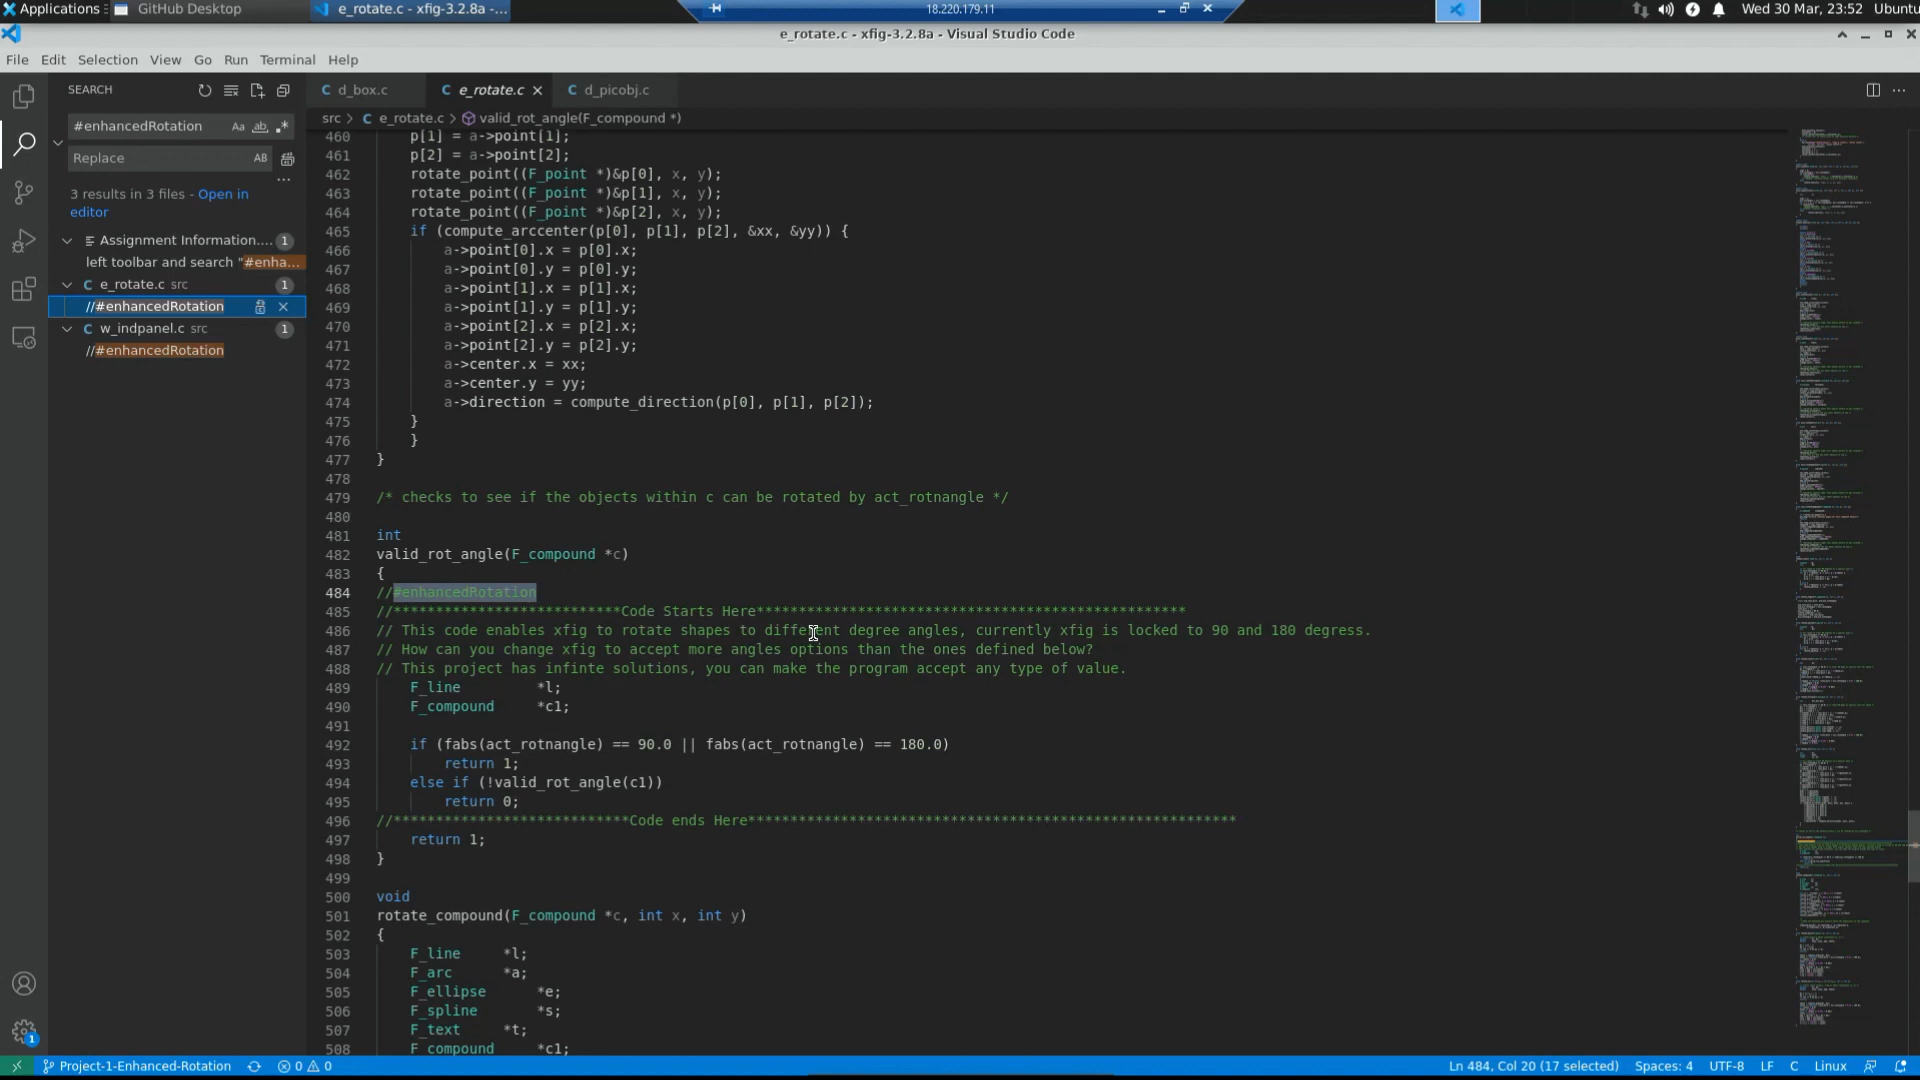 Applications
GitHub Desktop
e_rotate.c - xfig-3.2.8a -...
18.220.179.11
Wed 30 Mar, 23:52
Ubuntu
e_rotate.c - xfig-3.2.8a - Visual Studio Code
File Edit Selection View Go Run Terminal Help
SEARCH
#enhancedRotation
Aa ab .*
Replace
AB
3 results in 3 files - Open in
editor
Assignment Information.... 1
left toolbar and search "#enha...
C e_rotate.c src 1
//#enhancedRotation
C w_indpanel.c src 1
//#enhancedRotation
C d_box.c
C e_rotate.c
C d_picobj.c
src > C e_rotate.c > valid_rot_angle(F_compound *)
460 p[1] = a->point[1];
461 p[2] = a->point[2];
462 rotate_point((F_point *)&p[0], x, y);
463 rotate_point((F_point *)&p[1], x, y);
464 rotate_point((F_point *)&p[2], x, y);
465 if (compute_arccenter(p[0], p[1], p[2], &xx, &yy)) {
466 a->point[0].x = p[0].x;
467 a->point[0].y = p[0].y;
468 a->point[1].x = p[1].x;
469 a->point[1].y = p[1].y;
470 a->point[2].x = p[2].x;
471 a->point[2].y = p[2].y;
472 a->center.x = xx;
473 a->center.y = yy;
474 a->direction = compute_direction(p[0], p[1], p[2]);
475 }
476 }
477 }
478
479 /* checks to see if the objects within c can be rotated by act_rotnangle */
480
481 int
482 valid_rot_angle(F_compound *c)
483 {
484 //#enhancedRotation
485 //***************************Code Starts Here***************************************************
486 // This code enables xfig to rotate shapes to different degree angles, currently xfig is locked to 90 and 180 degress.
487 // How can you change xfig to accept more angles options than the ones defined below?
488 // This project has infinte solutions, you can make the program accept any type of value.
489 F_line *l;
490 F_compound *c1;
491
492 if (fabs(act_rotnangle) == 90.0 || fabs(act_rotnangle) == 180.0)
493 return 1;
494 else if (!valid_rot_angle(c1))
495 return 0;
496 //****************************Code ends Here**********************************************************
497 return 1;
498 }
499
500 void
501 rotate_compound(F_compound *c, int x, int y)
502 {
503 F_line *l;
504 F_arc *a;
505 F_ellipse *e;
506 F_spline *s;
507 F_text *t;
508 F_compound *c1;
1
Project-1-Enhanced-Rotation
0 0
Ln 484, Col 20 (17 selected)
Spaces: 4
UTF-8
LF
C
Linux